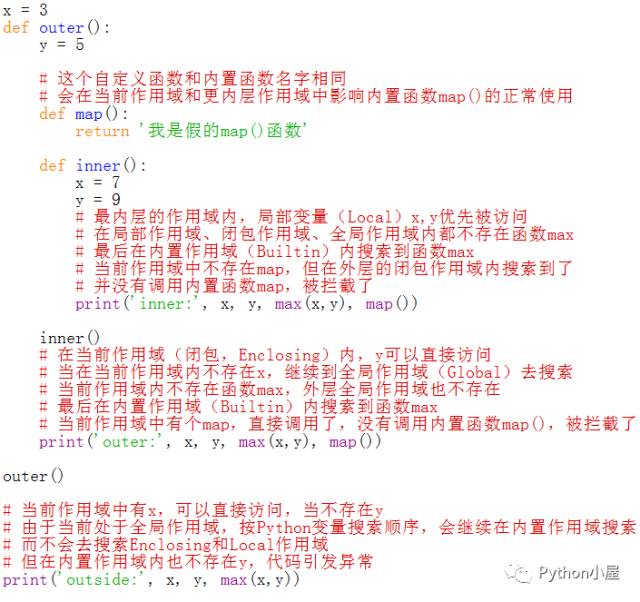 x = 3
def outer():
    y = 5

    # 这个自定义函数和内置函数名字相同
    # 会在当前作用域和更内层作用域中影响内置函数map()的正常使用
    def map():
        return '我是假的map()函数'

    def inner():
        x = 7
        y = 9
        # 最内层的作用域内，局部变量（Local）x,y优先被访问
        # 在局部作用域、闭包作用域、全局作用域内都不存在函数max
        # 最后在内置作用域（Builtin）内搜索到函数max
        # 当前作用域中不存在map，但在外层的闭包作用域内搜索到了
        # 并没有调用内置函数map，被拦截了
        print('inner:', x, y, max(x,y), map())

    inner()
    # 在当前作用域（闭包，Enclosing）内，y可以直接访问
    # 当在当前作用域内不存在x，继续到全局作用域（Global）去搜索
    # 当前作用域内不存在函数max，外层全局作用域也不存在
    # 最后在内置作用域（Builtin）内搜索到函数max
    # 当前作用域中有个map，直接调用了，没有调用内置函数map()，被拦截了
    print('outer:', x, y, max(x,y), map())

outer()

# 当前作用域中有x，可以直接访问，当不存在y
# 由于当前处于全局作用域，按Python变量搜索顺序，会继续在内置作用域搜索
# 而不会去搜索Enclosing和Local作用域
# 但在内置作用域内也不存在y，代码引发异常
print('outside:', x, y, max(x,y))
Python小屋